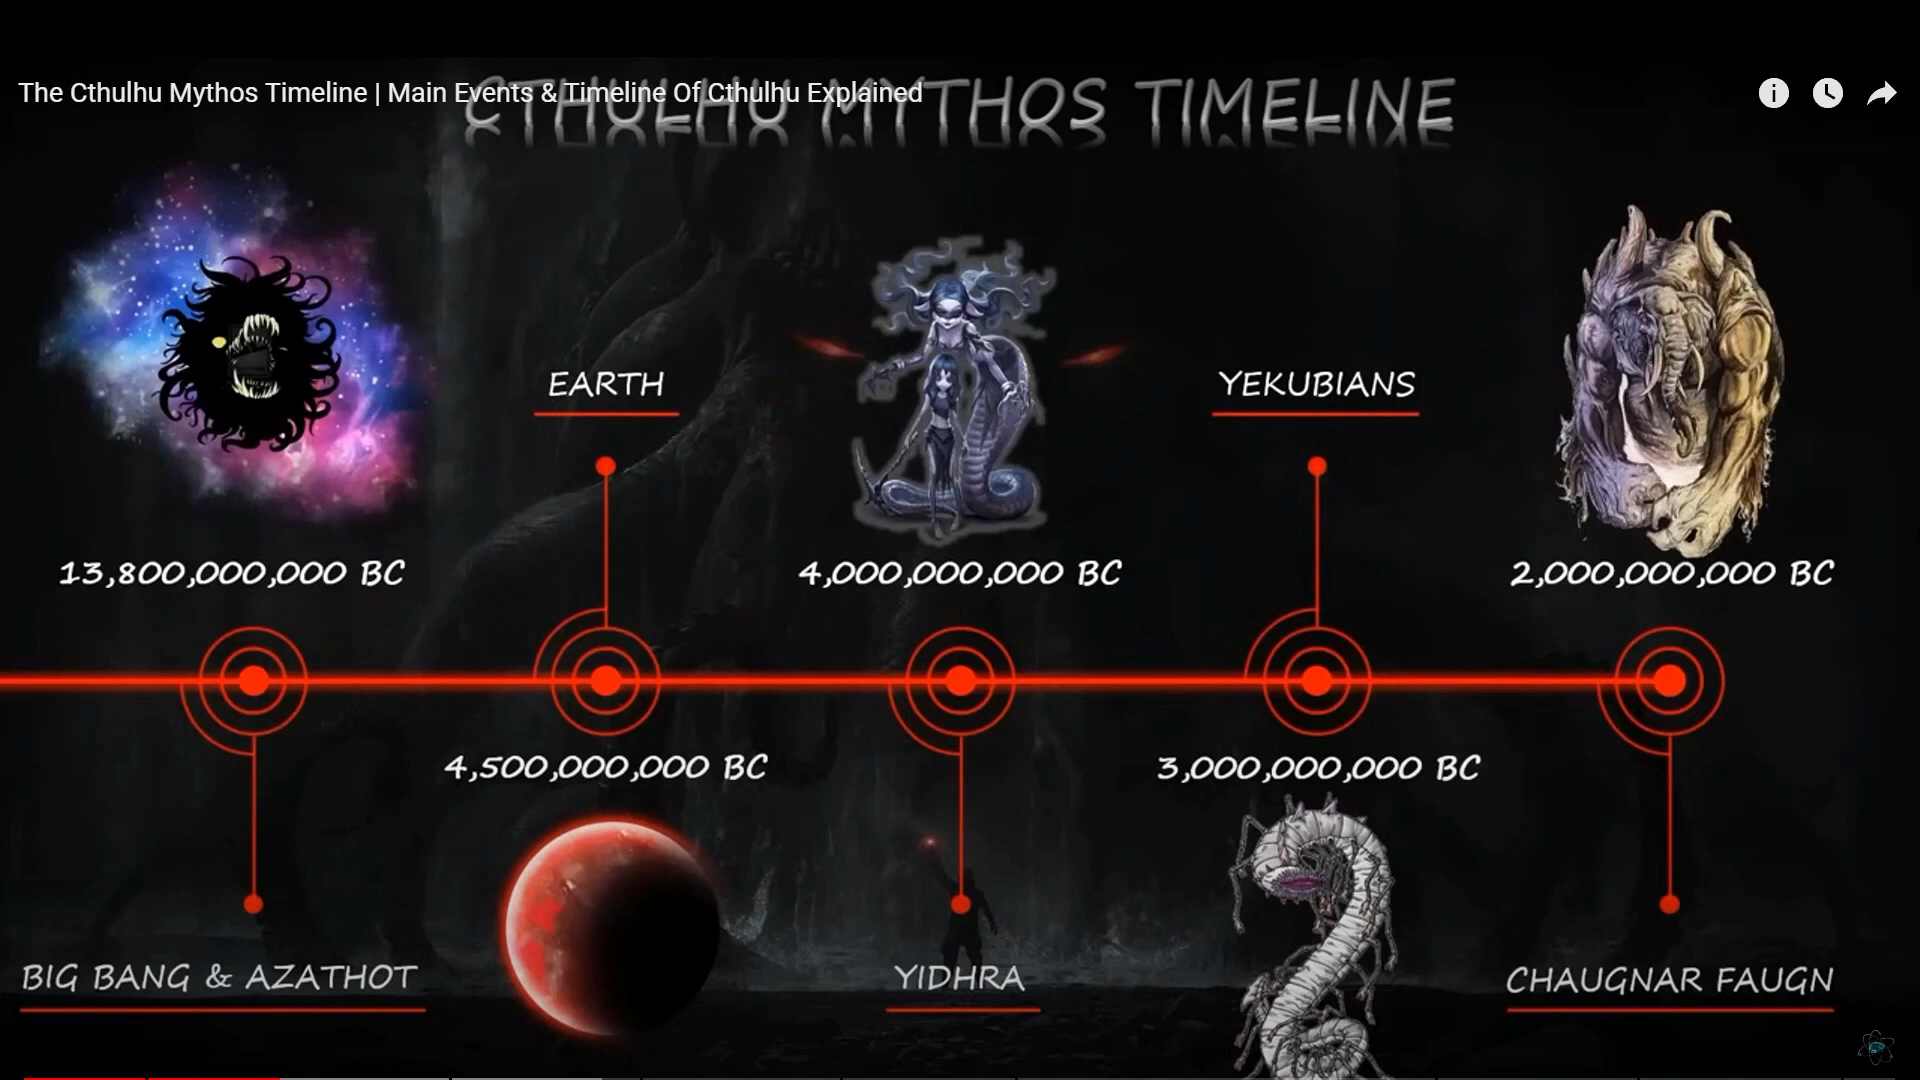 The Cthulhu Mythos Timeline | Main Events & Timeline Of Cthulhu Explained
CTHULHU MYTHOS TIMELINE
EARTH
YEKUBIANS
13,800,000,000 BC
4,000,000,000 BC
2,000,000,000 BC
4,500,000,000 BC
3,000,000,000 BC
BIG BANG & AZATHOT
YIDHRA
CHAUGNAR FAUGN